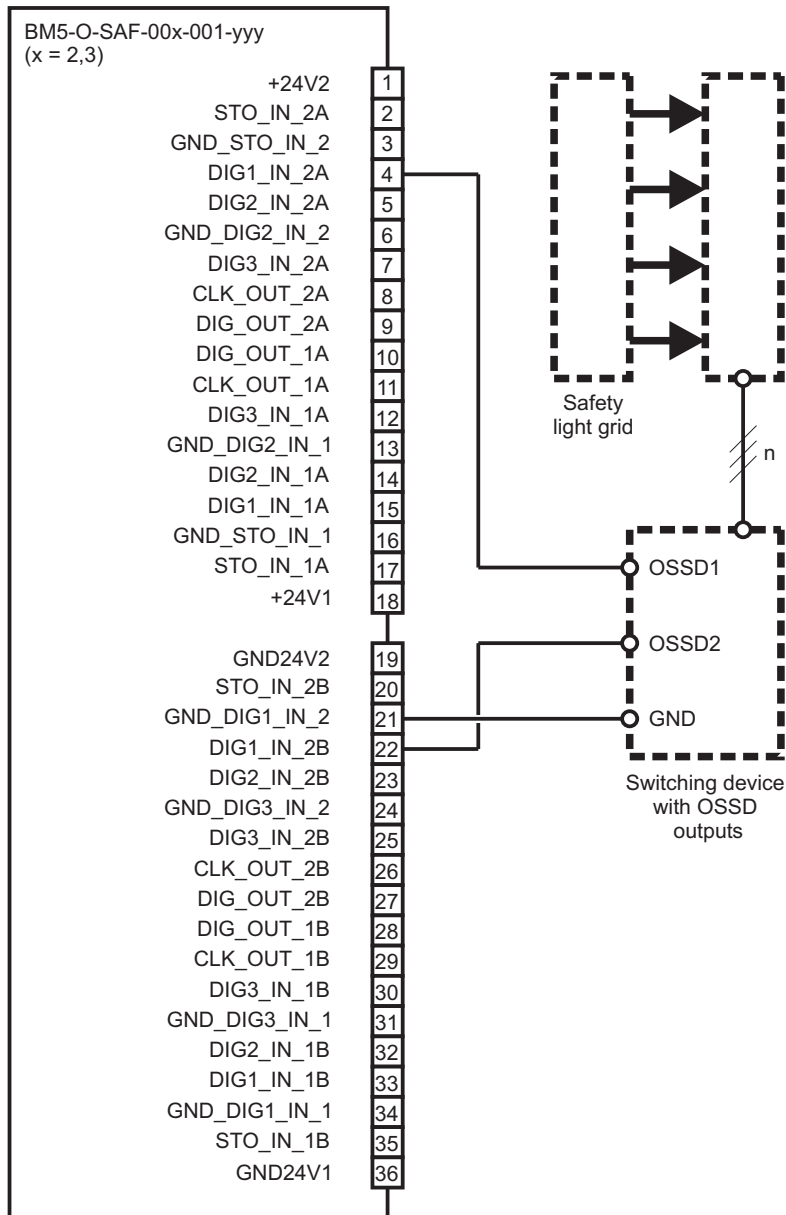 BM5-O-SAF-00x-001-yyy
(x = 2,3)
+24V2 1
STO_IN_2A 2
GND_STO_IN_2 3
DIG1_IN_2A 4
DIG2_IN_2A 5
GND_DIG2_IN_2 6
DIG3_IN_2A 7
CLK_OUT_2A 8
DIG_OUT_2A 9
DIG_OUT_1A 10
CLK_OUT_1A 11
DIG3_IN_1A 12
GND_DIG2_IN_1 13
DIG2_IN_1A 14
DIG1_IN_1A 15
GND_STO_IN_1 16
STO_IN_1A 17
+24V1 18
GND24V2 19
STO_IN_2B 20
GND_DIG1_IN_2 21
DIG1_IN_2B 22
DIG2_IN_2B 23
GND_DIG3_IN_2 24
DIG3_IN_2B 25
CLK_OUT_2B 26
DIG_OUT_2B 27
DIG_OUT_1B 28
CLK_OUT_1B 29
DIG3_IN_1B 30
GND_DIG3_IN_1 31
DIG2_IN_1B 32
DIG1_IN_1B 33
GND_DIG1_IN_1 34
STO_IN_1B 35
GND24V1 36
Safety
light grid
n
OSSD1
OSSD2
GND
Switching device
with OSSD
outputs